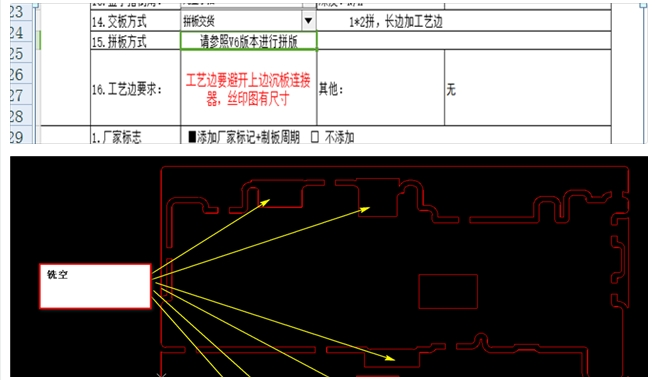 23
24 14.交板方式 拼板交货 1*2拼，长边加工艺边
25 15.拼板方式 请参照V6版本进行拼版
26
27 16.工艺边要求： 工艺边要避开上边沉板连接 其他： 无
器，丝印图有尺寸
28
29 1.厂家标志 ■添加厂家标记+制板周期 □ 不添加
铣空